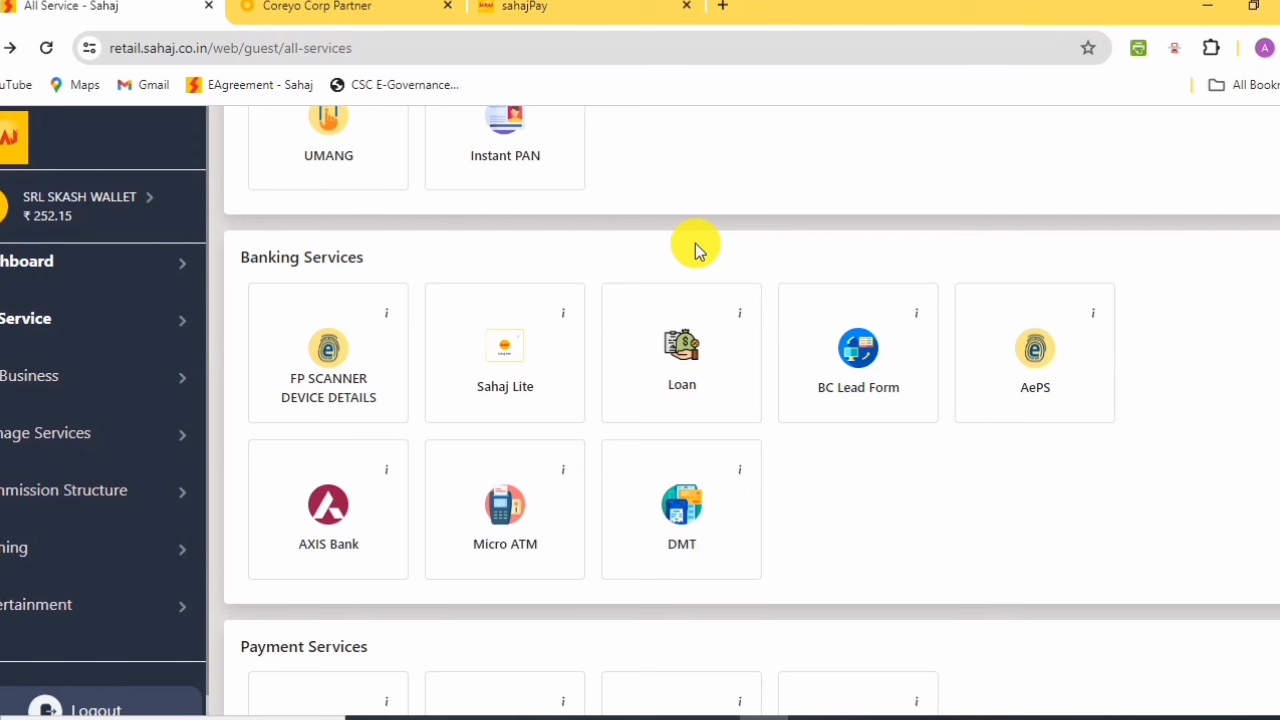 All Service - Sahaj
Coreyo Corp Partner
sahajPay
retail.sahaj.co.in/web/guest/all-services
uTube
Maps
Gmail
EAgreement - Sahaj
CSC E-Governance...
All Bookr
A
SRL SKASH WALLET
₹ 252.15
hboard
Service
Business
nage Services
mmission Structure
ning
ertainment
Logout
UMANG
Instant PAN
Banking Services
FP SCANNER
DEVICE DETAILS
Sahaj Lite
Loan
BC Lead Form
AePS
AXIS Bank
Micro ATM
DMT
Payment Services